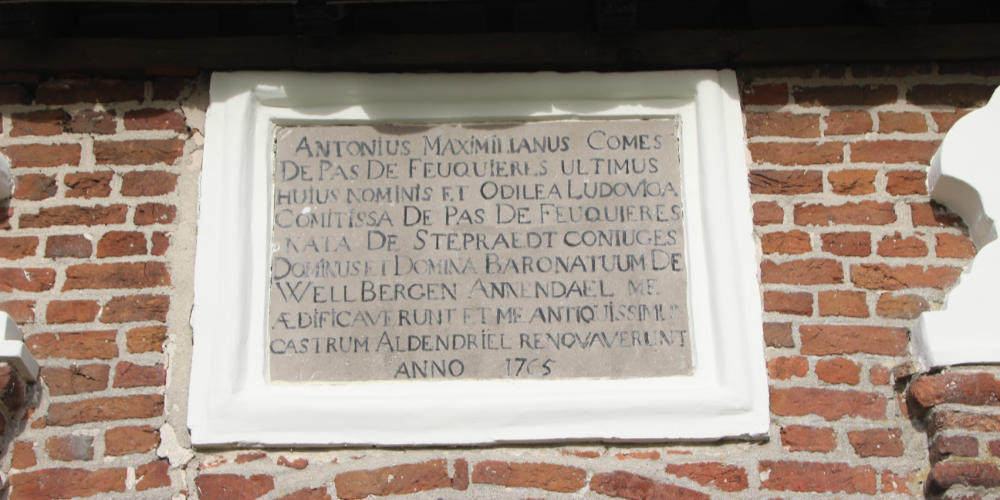 ANTONIUS MAXIMILIANUS COMES
DE PAS DE FEUQUIERES ULTIMUS
HUIUS NOMINIS ET ODILEA LUDOVICA
COMITISSA DE PAS DE FEUQUIERES
NATA DE STEPRAEDT CONIUGES
DOMINUS ET DOMINA BARONATUUM DE
WELLBERGEN ANNENDAEL ME
ÆDIFICAVERUNT ET ME ANTIQUISSIMUM
CASTRUM ALDENDRIEL RENOVAVERUNT
ANNO 1765